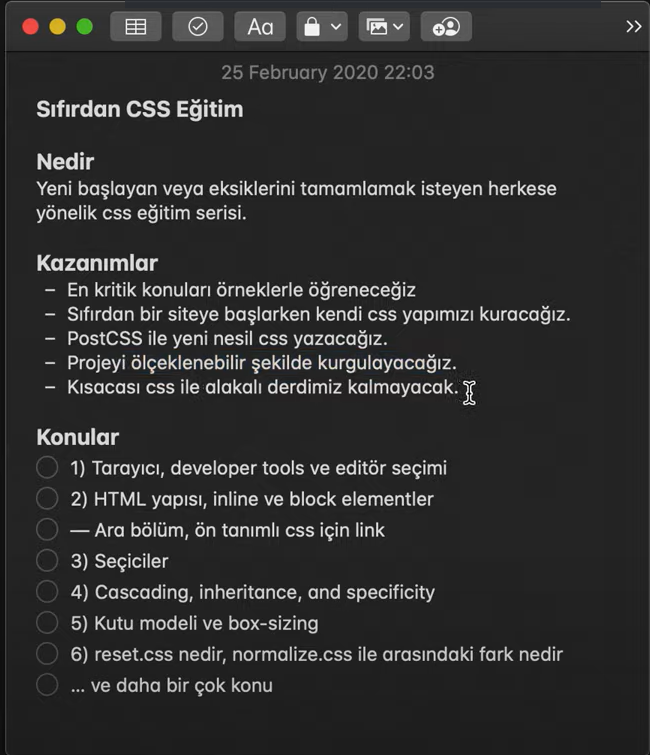 Aa
25 February 2020 22:03
Sıfırdan CSS Eğitim
Nedir
Yeni başlayan veya eksiklerini tamamlamak isteyen herkese
yönelik css eğitim serisi.
Kazanımlar
– En kritik konuları örneklerle öğreneceğiz
– Sıfırdan bir siteye başlarken kendi css yapımızı kuracağız.
– PostCSS ile yeni nesil css yazacağız.
– Projeyi ölçeklenebilir şekilde kurgulayacağız.
– Kısacası css ile alakalı derdimiz kalmayacak.
Konular
1) Tarayıcı, developer tools ve editör seçimi
2) HTML yapısı, inline ve block elementler
— Ara bölüm, ön tanımlı css için link
3) Seçiciler
4) Cascading, inheritance, and specificity
5) Kutu modeli ve box-sizing
6) reset.css nedir, normalize.css ile arasındaki fark nedir
... ve daha bir çok konu